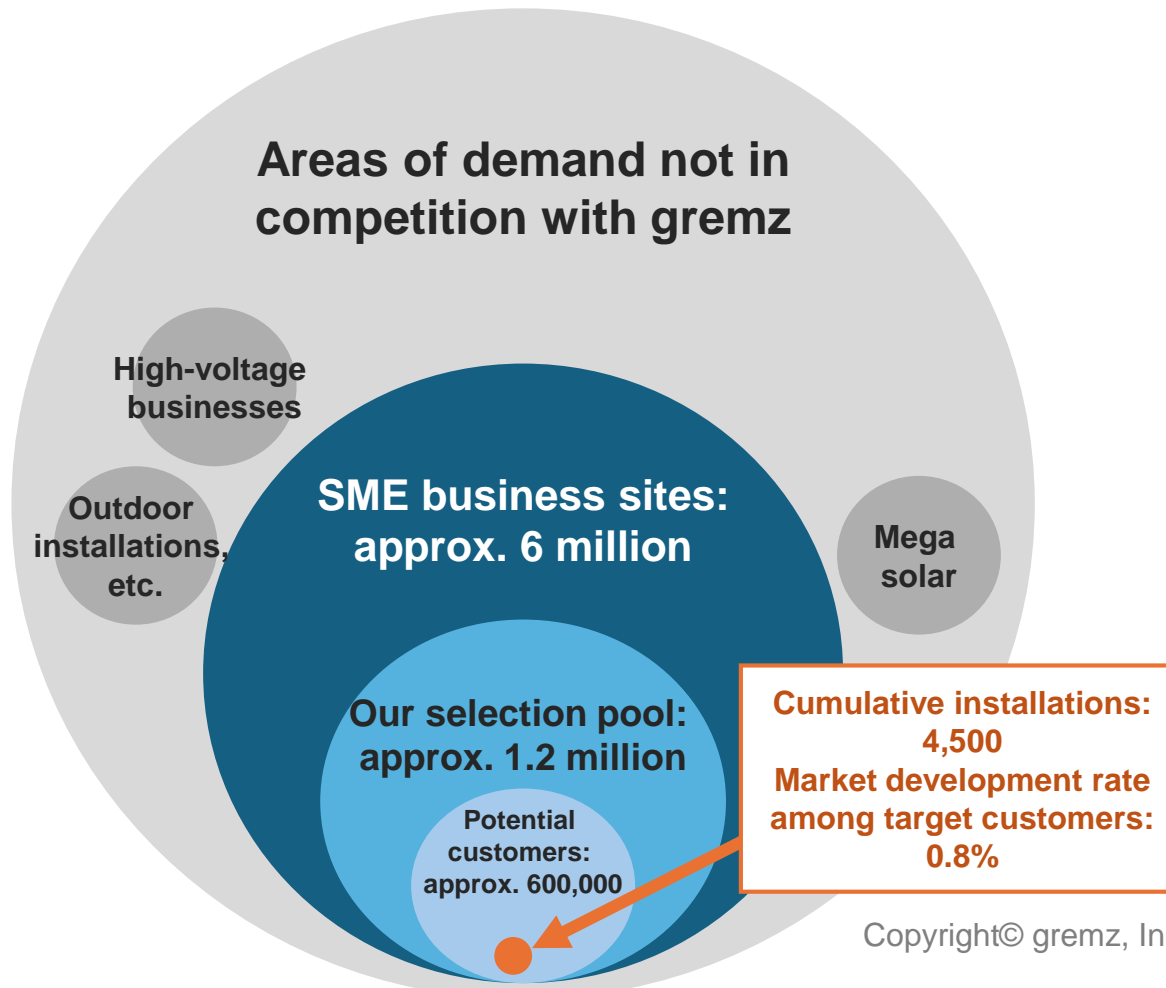 Areas of demand not in
competition with gremz
High-voltage
businesses
Outdoor
installations,
etc.
SME business sites:
approx. 6 million
Mega
solar
Our selection pool:
approx. 1.2 million
Potential
customers:
approx. 600,000
Cumulative installations:
4,500
Market development rate
among target customers:
0.8%
Copyright© gremz, In